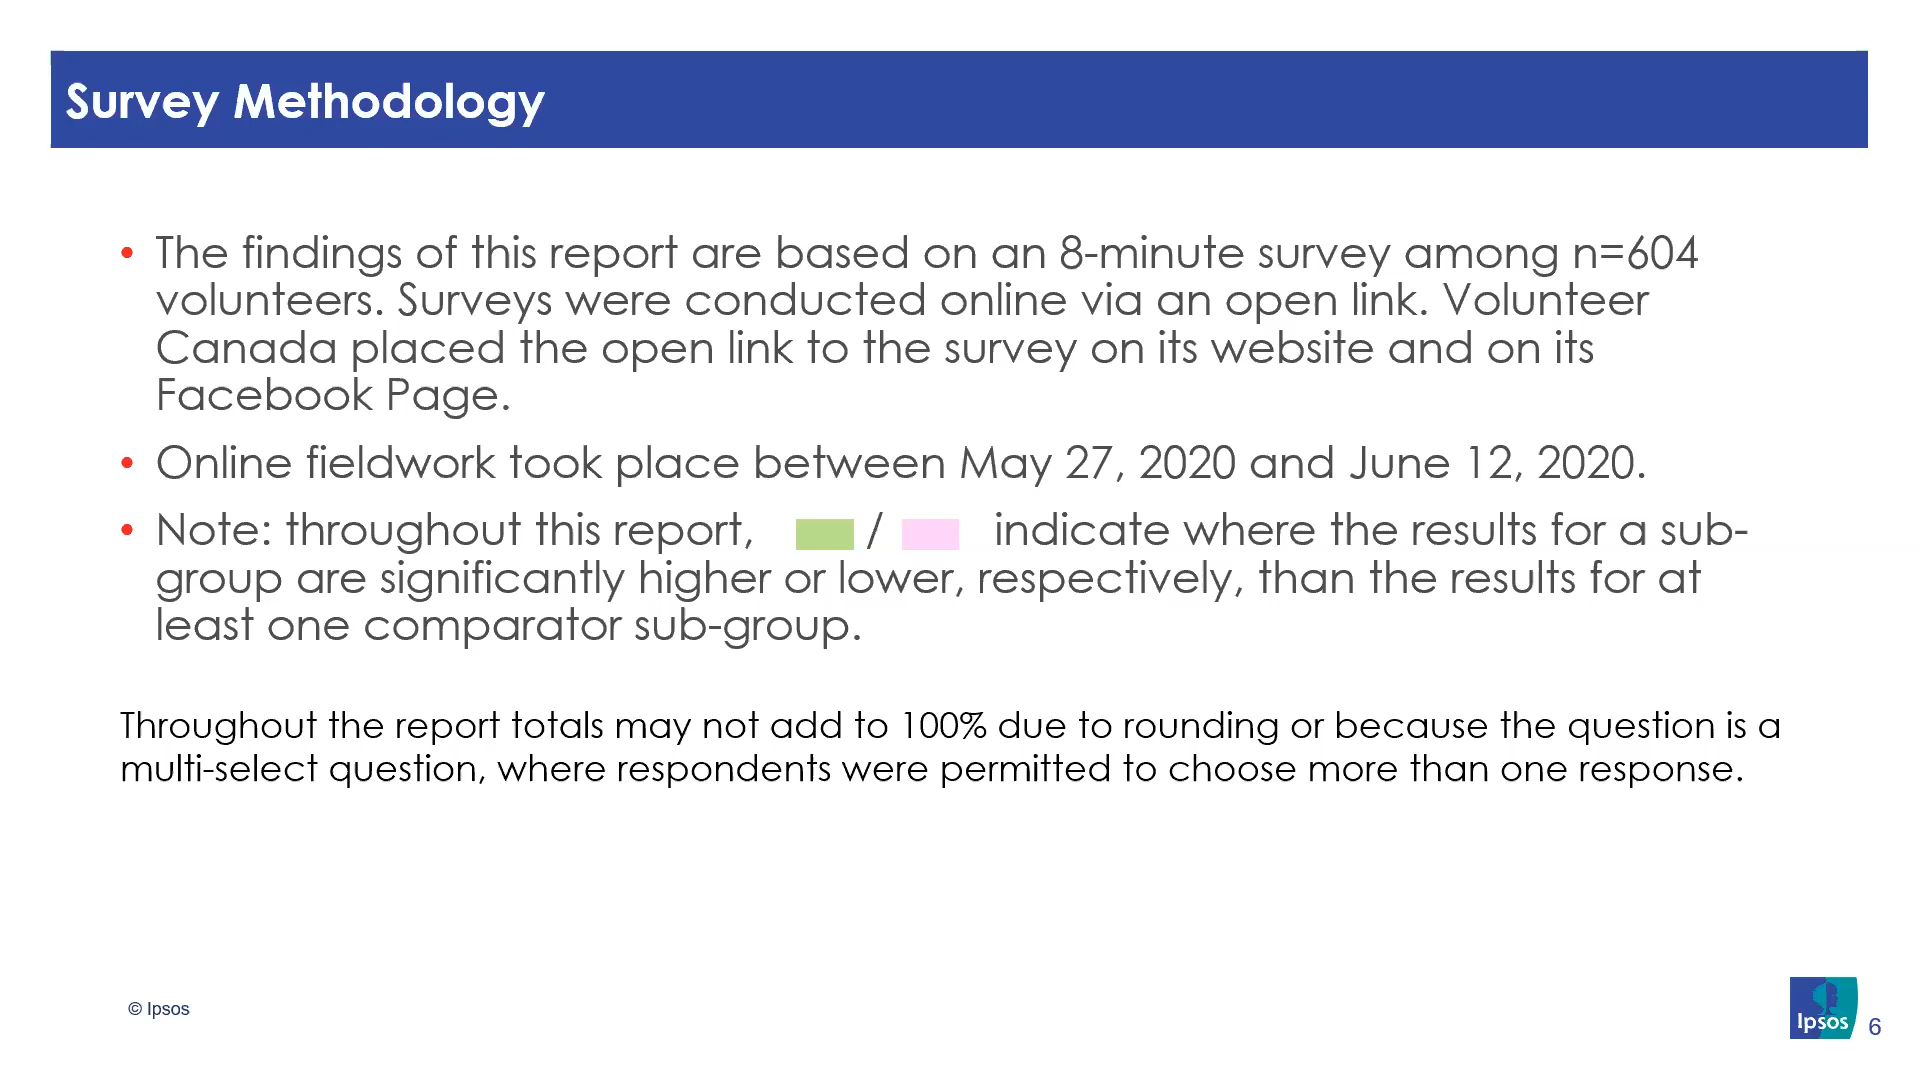 Survey Methodology
• The findings of this report are based on an 8-minute survey among n=604
volunteers. Surveys were conducted online via an open link. Volunteer
Canada placed the open link to the survey on its website and on its
Facebook Page.
• Online fieldwork took place between May 27, 2020 and June 12, 2020.
• Note: throughout this report, / indicate where the results for a sub-
group are significantly higher or lower, respectively, than the results for at
least one comparator sub-group.
Throughout the report totals may not add to 100% due to rounding or because the question is a
multi-select question, where respondents were permitted to choose more than one response.
© Ipsos
Ipsos
6